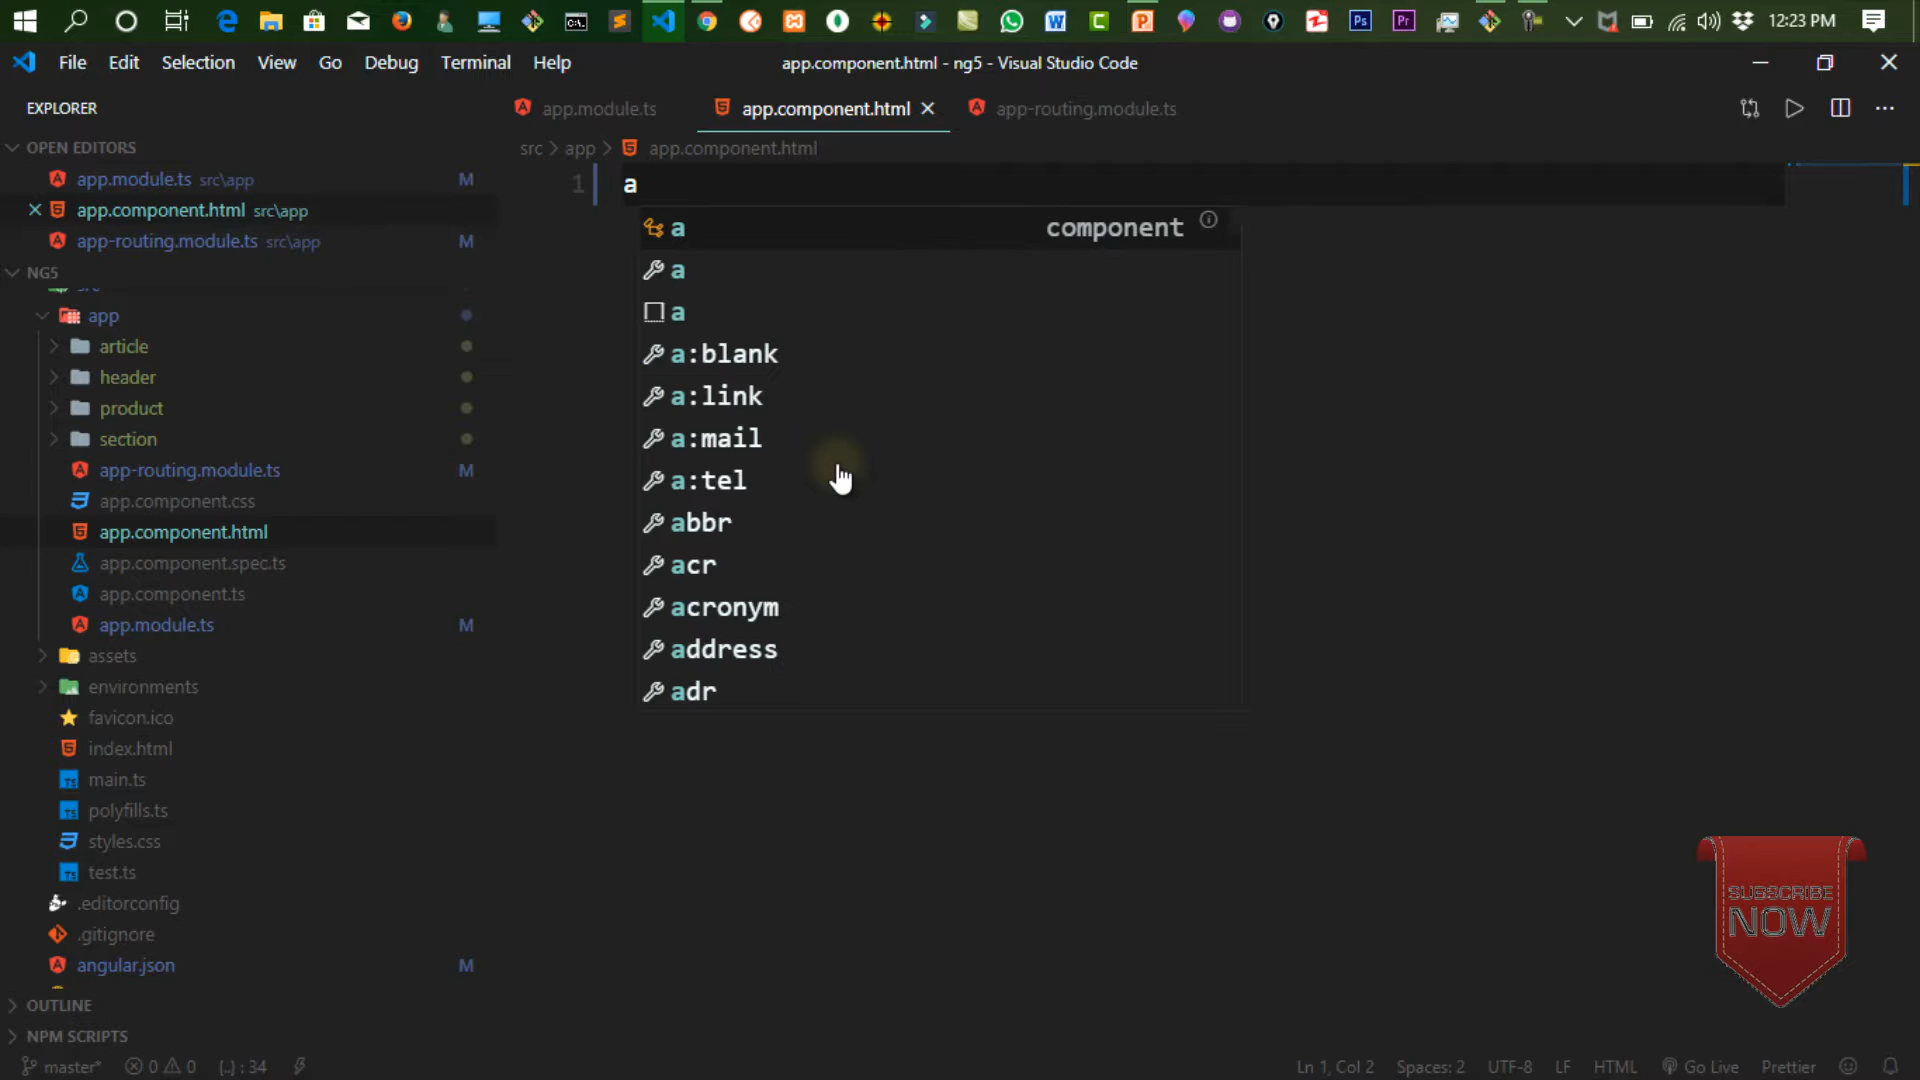 12:23 PM
File Edit Selection View Go Debug Terminal Help
app.component.html - ng5 - Visual Studio Code
EXPLORER
app.module.ts
app.component.html
app-routing.module.ts
OPEN EDITORS
src > app > app.component.html
app.module.ts src\app M
1 a
app.component.html src\app
app-routing.module.ts src\app M
a component
NG5
a
src
app
a
article
a:blank
header
a:link
product
a:mail
section
app-routing.module.ts M
a:tel
app.component.css
abbr
app.component.html
app.component.spec.ts
acr
app.component.ts
acronym
app.module.ts M
address
assets
environments
adr
favicon.ico
index.html
main.ts
polyfills.ts
styles.css
test.ts
SUBSCRIBE
NOW
.editorconfig
.gitignore
angular.json M
OUTLINE
NPM SCRIPTS
master* 0 0 {..} : 34
Ln 1, Col 2 Spaces: 2 UTF-8 LF HTML Go Live Prettier